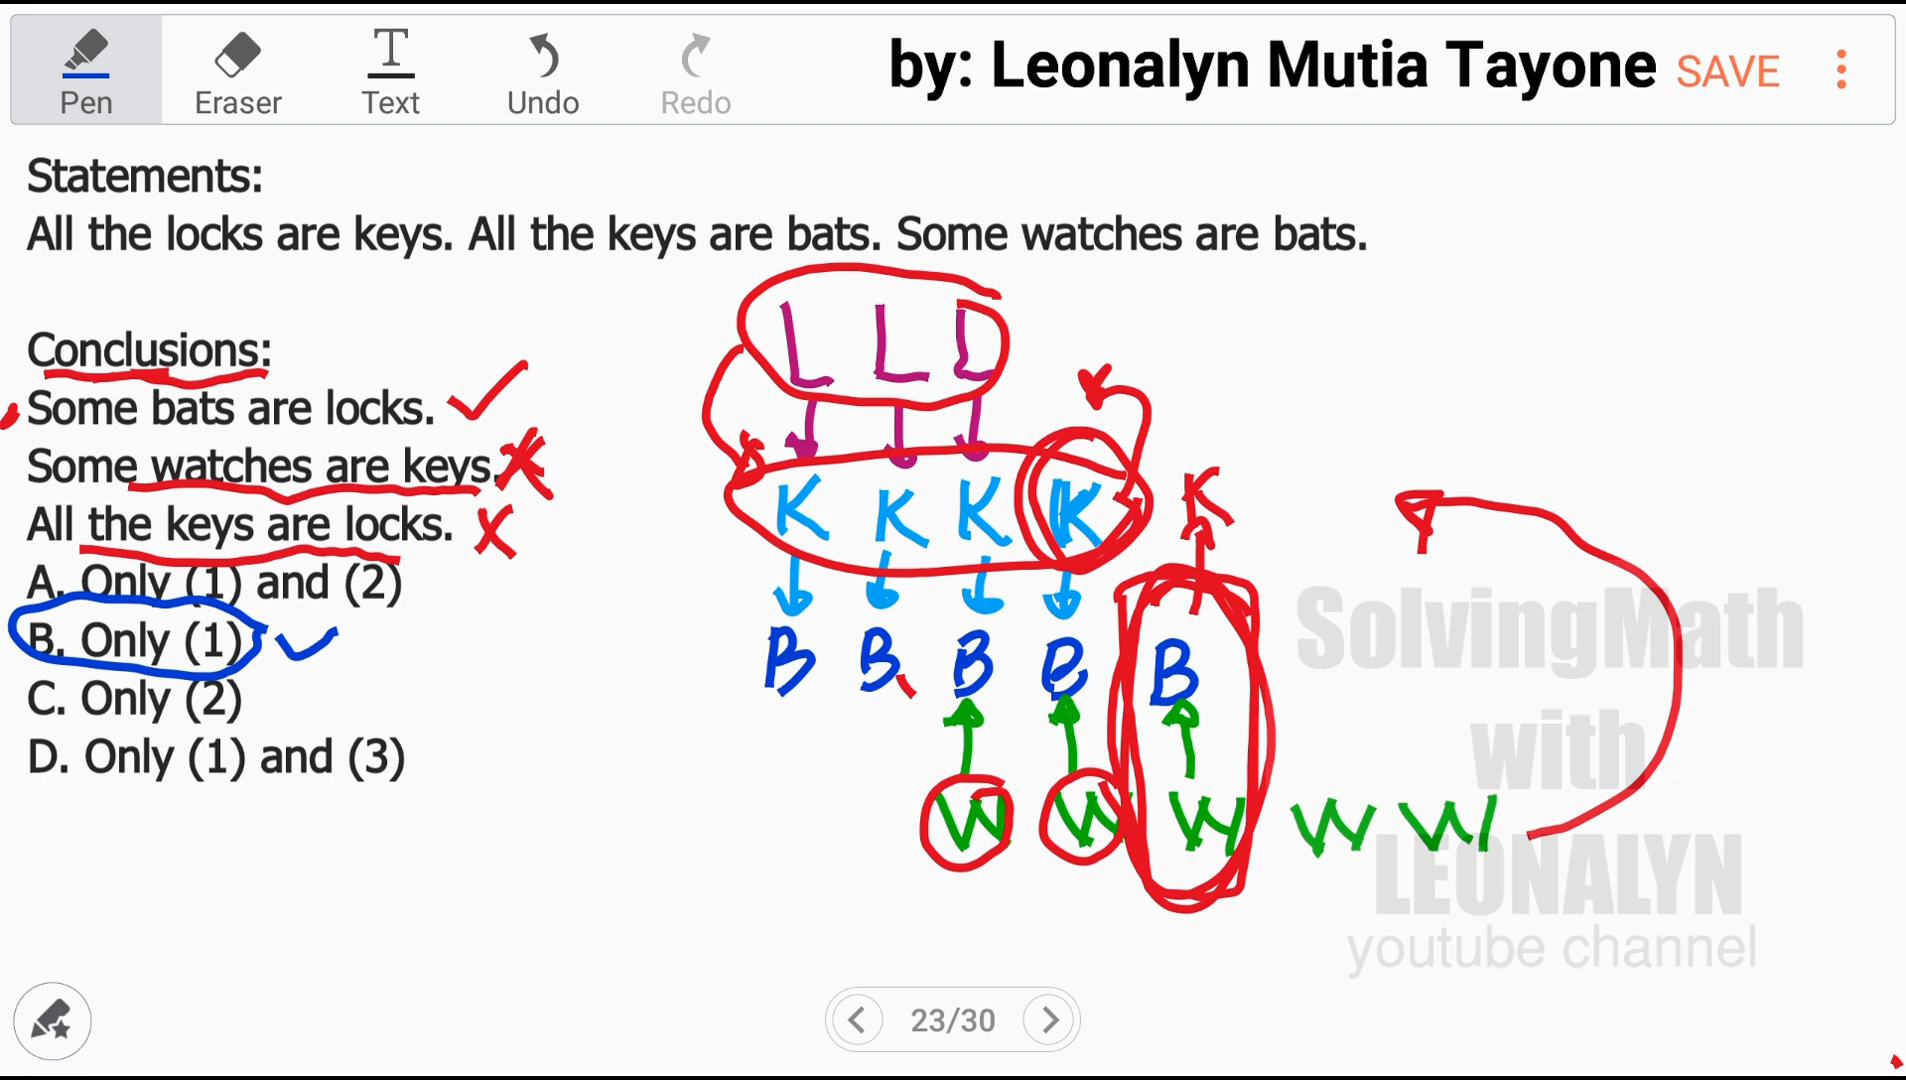 Pen
Eraser
Text
Undo
Redo
by: Leonalyn Mutia Tayone
SAVE
Statements:
All the locks are keys. All the keys are bats. Some watches are bats.
Conclusions:
Some bats are locks.
Some watches are keys.
All the keys are locks.
A. Only (1) and (2)
B. Only (1)
C. Only (2)
D. Only (1) and (3)
L L L
K K K K K
B B B B B
W W W W W
SolvingMath
with
LEONALYN
youtube channel
23/30